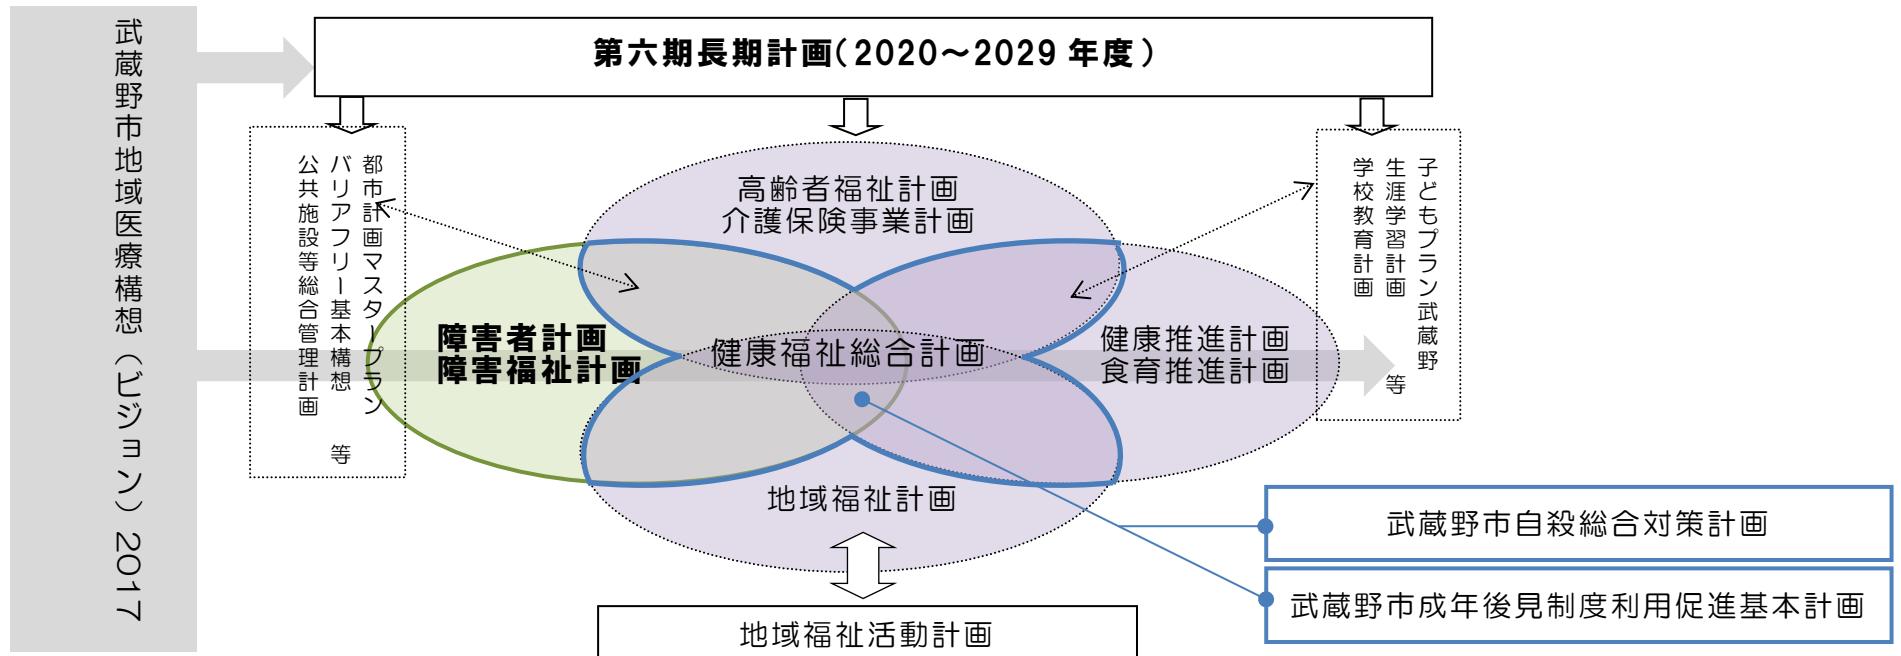 武蔵野市地域医療構想（ビジョン）2017
第六期長期計画(2020～2029年度)
都市計画マスタープラン
バリアフリー基本構想　等
公共施設等総合管理計画
高齢者福祉計画
介護保険事業計画
子どもプラン武蔵野
生涯学習計画　等
学校教育計画
障害者計画
障害福祉計画
健康福祉総合計画
健康推進計画
食育推進計画
地域福祉計画
武蔵野市自殺総合対策計画
武蔵野市成年後見制度利用促進基本計画
地域福祉活動計画